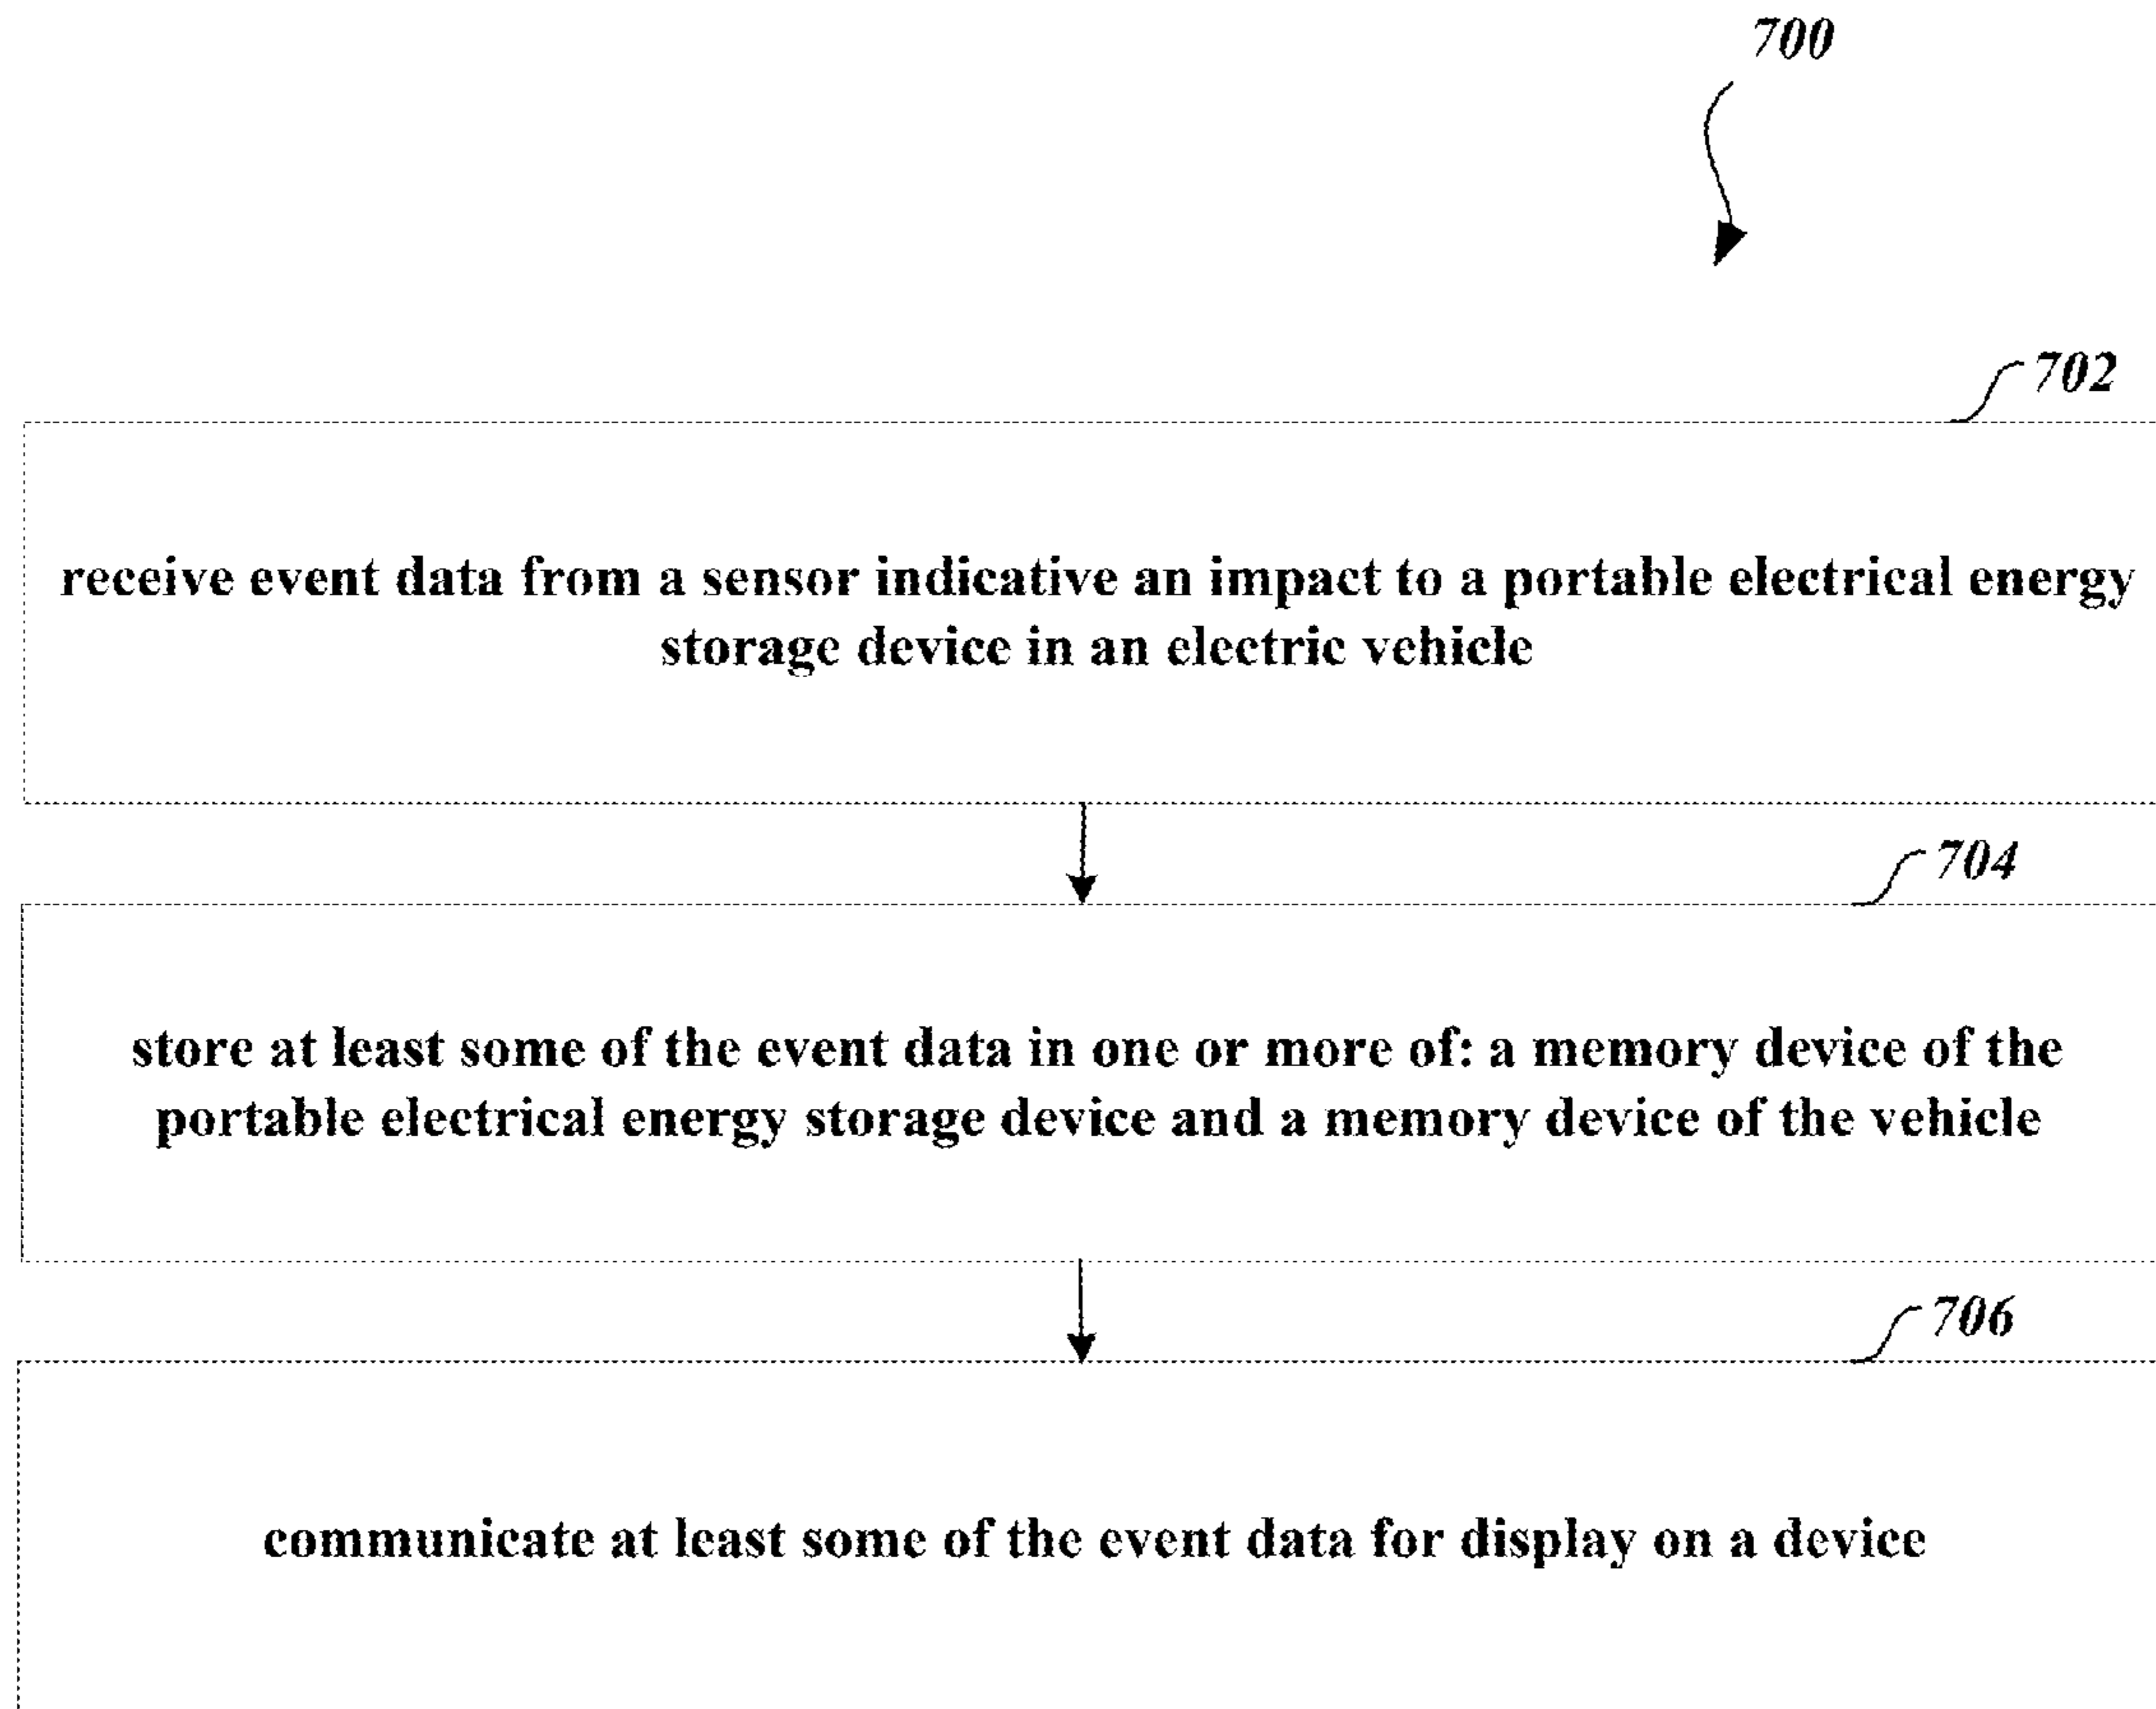 700
702
receive event data from a sensor indicative an impact to a portable electrical energy
storage device in an electric vehicle
704
store at least some of the event data in one or more of: a memory device of the
portable electrical energy storage device and a memory device of the vehicle
706
communicate at least some of the event data for display on a device